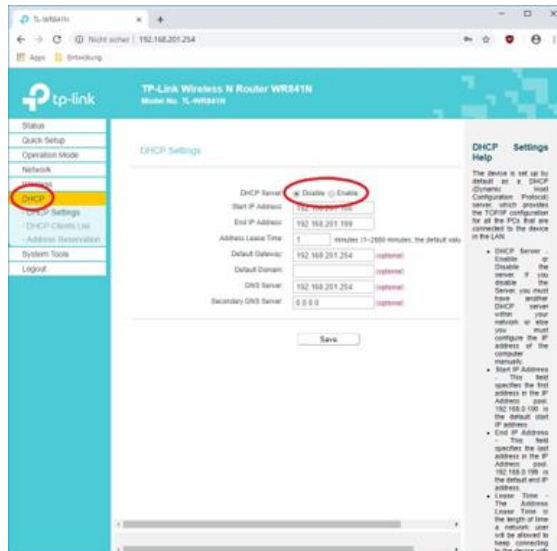 TL-WR841N
Nicht sicher | 192.168.201.254
Apps
tp-link
TP-Link Wireless N Router WR841N
Model No. TL-WR841N
Status
Quick Setup
Operation Mode
Network
Wireless
DHCP
- DHCP Settings
- DHCP Clients List
- Address Reservation
System Tools
Logout
DHCP Settings
DHCP Server: Disable Enable
Start IP Address:
End IP Address: 192.168.201.199
Address Lease Time: 1 minutes (1~2880 minutes, the default valu
Default Gateway: 192.168.201.254 (optional)
Default Domain: (optional)
DNS Server: 192.168.201.254 (optional)
Secondary DNS Server: 0.0.0.0 (optional)
Save
DHCP Settings
Help
The device is set up by
default as a DHCP
(Dynamic Host
Configuration Protocol)
server, which provides
the TCP/IP configuration
for all the PCs that are
connected to the device
in the LAN.
• DHCP Server -
Enable or
Disable the
server. If you
disable the
Server, you must
have another
DHCP server
within your
network or else
you must
configure the IP
address of the
computer
manually.
• Start IP Address
- This field
specifies the first
address in the IP
Address pool.
192.168.0.100 is
the default start
IP address.
• End IP Address
- This field
specifies the last
address in the IP
Address pool.
192.168.0.199 is
the default end IP
address.
• Lease Time -
The Address
Lease Time is
the length of time
a network user
will be allowed to
keep connecting